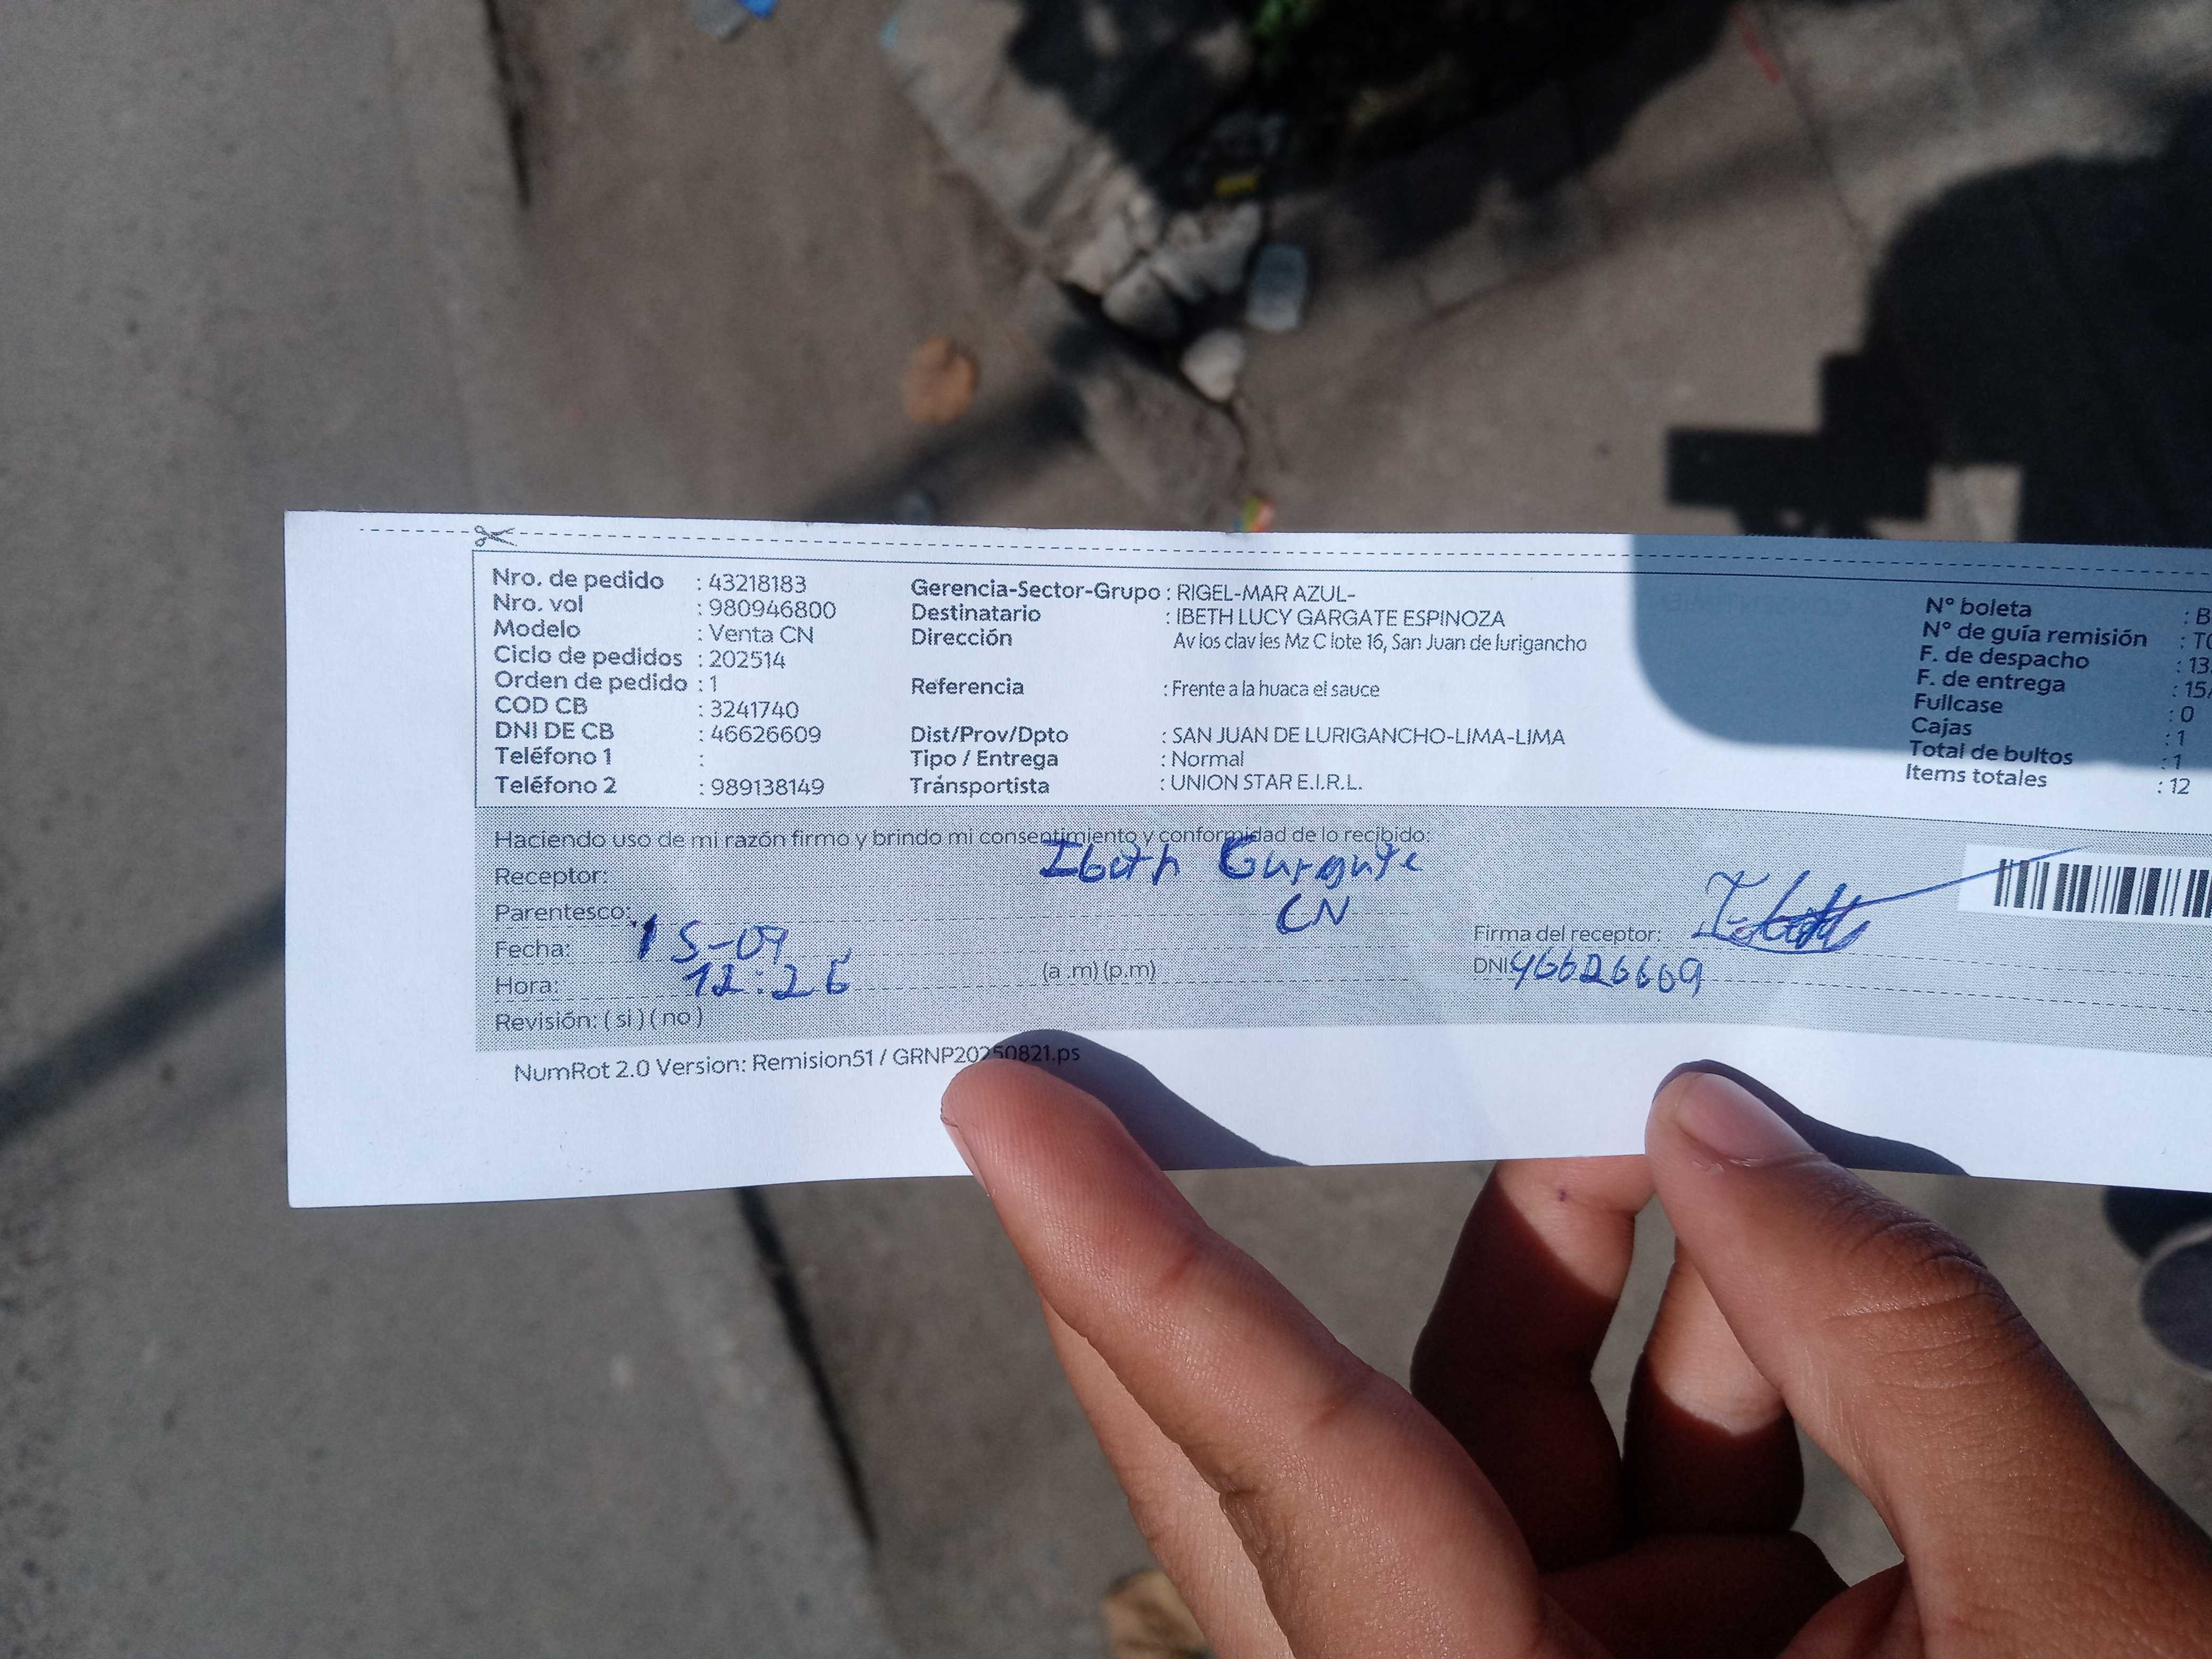 Nro. de pedido : 43218183
Nro. vol : 980946800
Modelo : Venta CN
Ciclo de pedidos : 202514
Orden de pedido : 1
COD CB : 3241740
DNI DE CB : 46626609
Teléfono 1 :
Teléfono 2 : 989138149
Gerencia-Sector-Grupo : RIGEL-MAR AZUL-
Destinatario : IBETH LUCY GARGATE ESPINOZA
Dirección Av los clav les Mz C lote 16, San Juan de lurigancho
Referencia : Frente a la huaca el sauce
Dist/Prov/Dpto : SAN JUAN DE LURIGANCHO-LIMA-LIMA
Tipo / Entrega : Normal
Transportista : UNION STAR E.I.R.L.
N° boleta : B
N° de guía remisión : T0
F. de despacho : 13
F. de entrega : 15/
Fullcase : 0
Cajas : 1
Total de bultos : 1
Items totales : 12
Haciendo uso de mi razón firmo y brindo mi consentimiento y conformidad de lo recibido:
Receptor: Ibeth Gargate
Parentesco: CN
Fecha: 15-09
Hora: 12:26 (a .m) (p.m)
Revisión: ( si ) ( no )
Firma del receptor:
DNI 46626609
NumRot 2.0 Version: Remision51 / GRNP20250821.ps